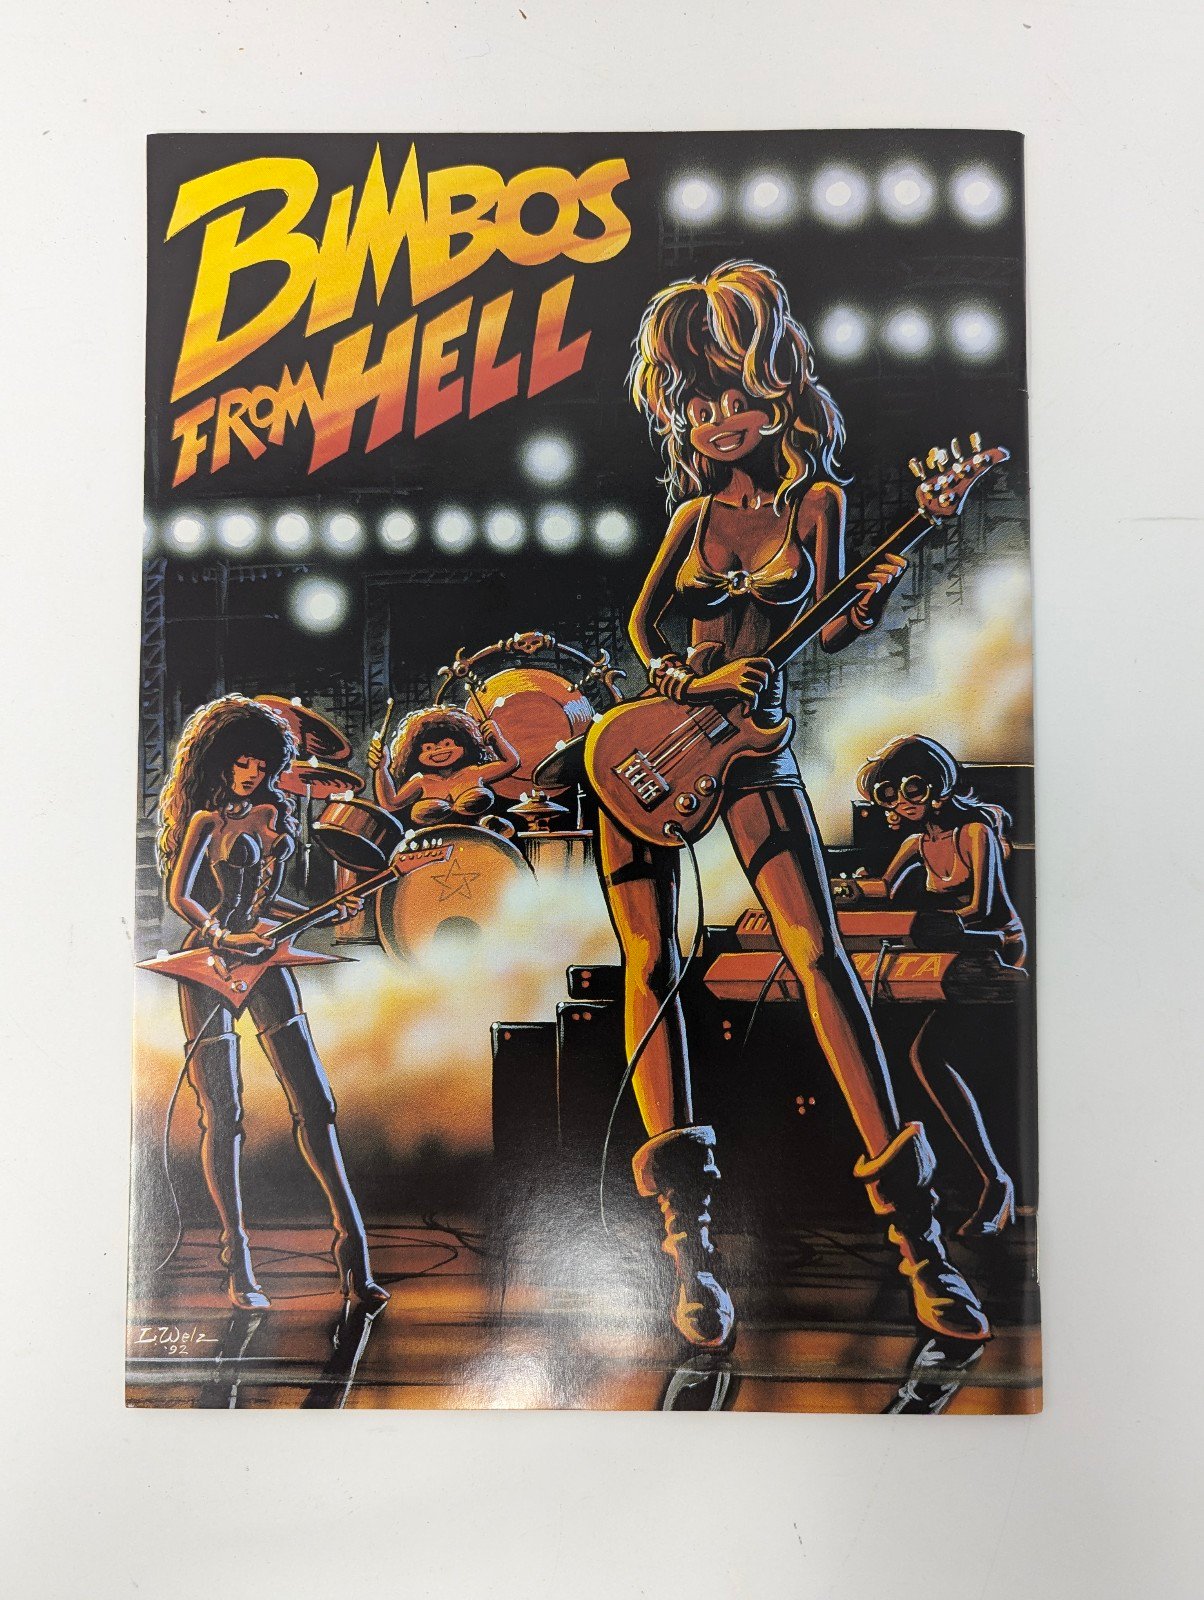 BIMBOS
FROM HELL
L. Welz
'92